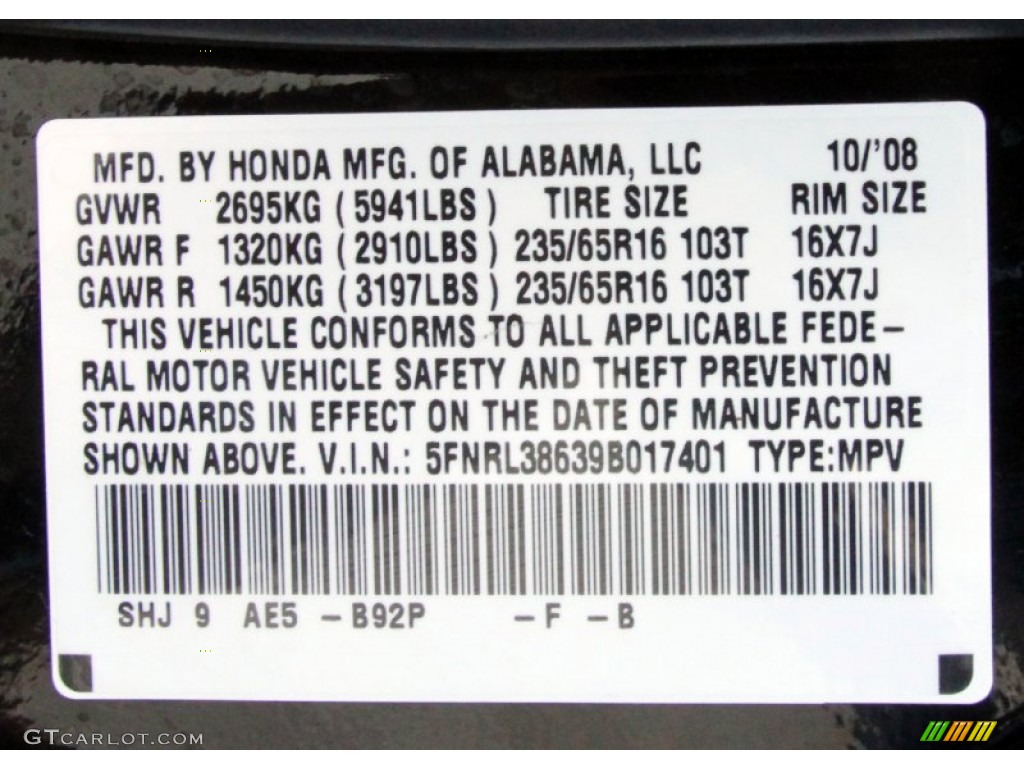 MFD. BY HONDA MFG. OF ALABAMA, LLC 10/'08
GVWR 2695KG ( 5941LBS ) TIRE SIZE RIM SIZE
GAWR F 1320KG ( 2910LBS ) 235/65R16 103T 16X7J
GAWR R 1450KG ( 3197LBS ) 235/65R16 103T 16X7J
THIS VEHICLE CONFORMS TO ALL APPLICABLE FEDE-
RAL MOTOR VEHICLE SAFETY AND THEFT PREVENTION
STANDARDS IN EFFECT ON THE DATE OF MANUFACTURE
SHOWN ABOVE. V.I.N.: 5FNRL38639B017401 TYPE:MPV
SHJ 9 AE5 -B92P -F -B
GTCARLOT.COM